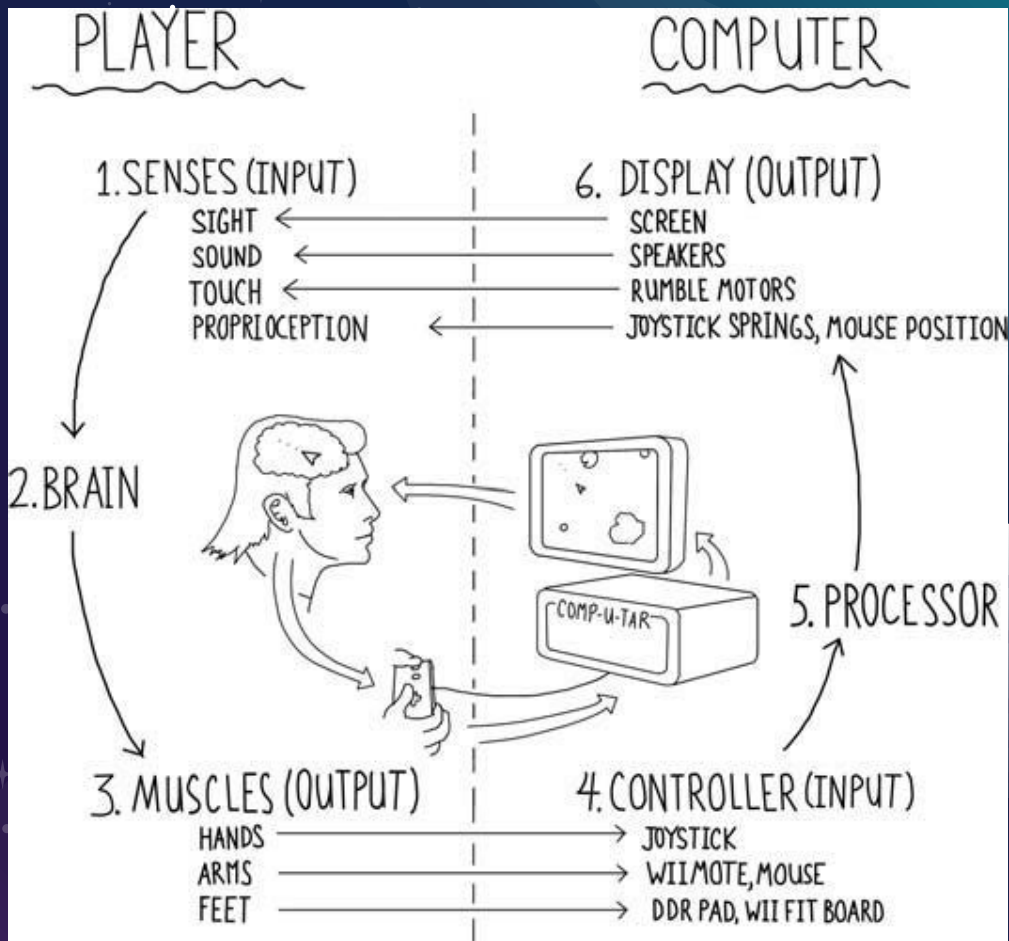 PLAYER
COMPUTER
1. SENSES (INPUT)
SIGHT
SOUND
TOUCH
PROPRIOCEPTION
6. DISPLAY (OUTPUT)
SCREEN
SPEAKERS
RUMBLE MOTORS
JOYSTICK SPRINGS, MOUSE POSITION
2. BRAIN
COMP-U-TAR
5. PROCESSOR
3. MUSCLES (OUTPUT)
HANDS
ARMS
FEET
4. CONTROLLER (INPUT)
JOYSTICK
WIIMOTE, MOUSE
DDR PAD, WII FIT BOARD